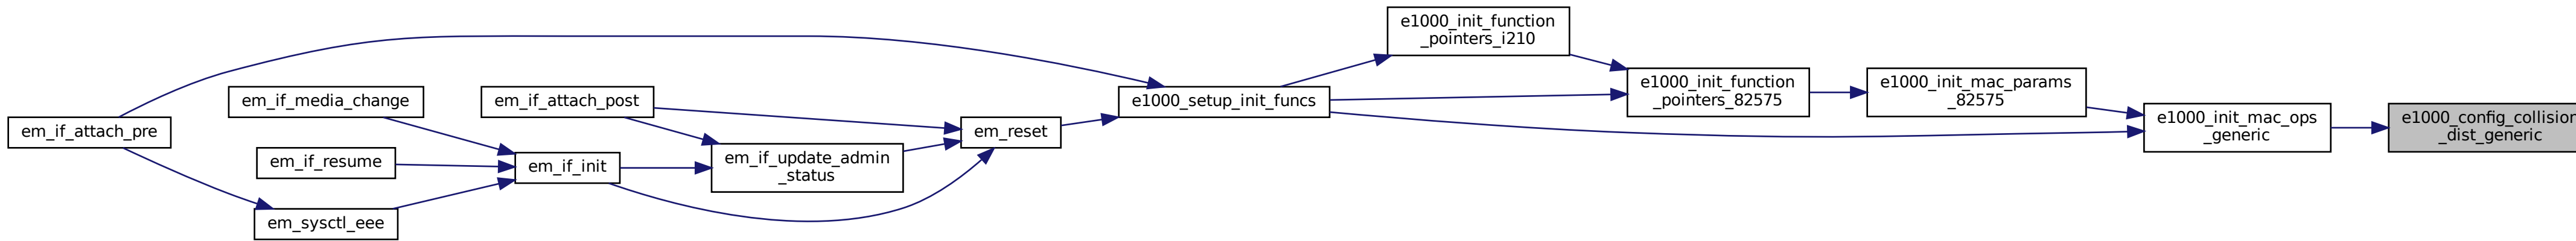 em_if_attach_pre
em_if_media_change
em_if_resume
em_sysctl_eee
em_if_attach_post
em_if_init
em_if_update_admin
_status
em_reset
e1000_setup_init_funcs
e1000_init_function
_pointers_i210
e1000_init_function
_pointers_82575
e1000_init_mac_params
_82575
e1000_init_mac_ops
_generic
e1000_config_collision
_dist_generic